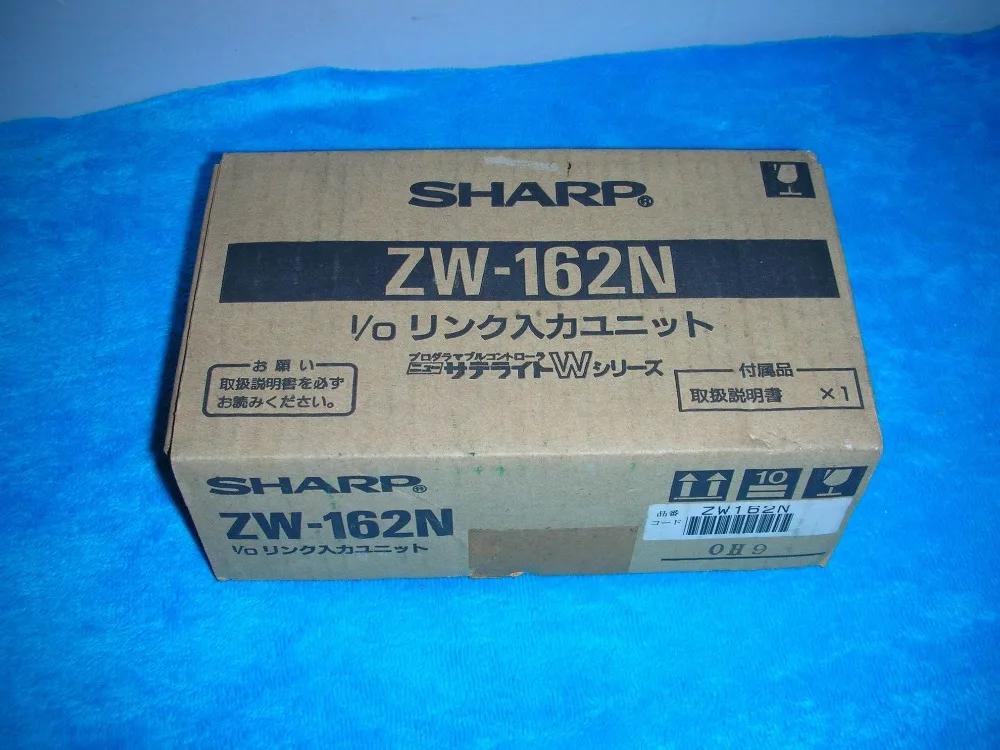 SHARP®
ZW-162N
I/O リンク入力ユニット
プログラマブルコントローラ
ニューサテライトWシリーズ
お願い
取扱説明書を必ず
お読みください。
付属品
取扱説明書 ×1
SHARP®
ZW-162N
I/O リンク入力ユニット
10
品番 ZW162N
コード
OH9